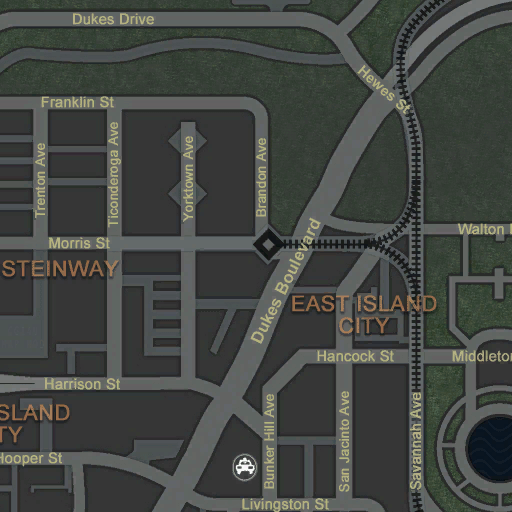 Dukes Drive
Hewes St
Franklin St
Trenton Ave
Ticonderoga Ave
Yorktown Ave
Brandon Ave
Morris St
Walton
STEINWAY
Dukes Boulevard
EAST ISLAND
CITY
Hancock St
Middleton
Harrison St
ISLAND
TY
Hooper St
Bunker Hill Ave
San Jacinto Ave
Savannah Ave
Livingston St